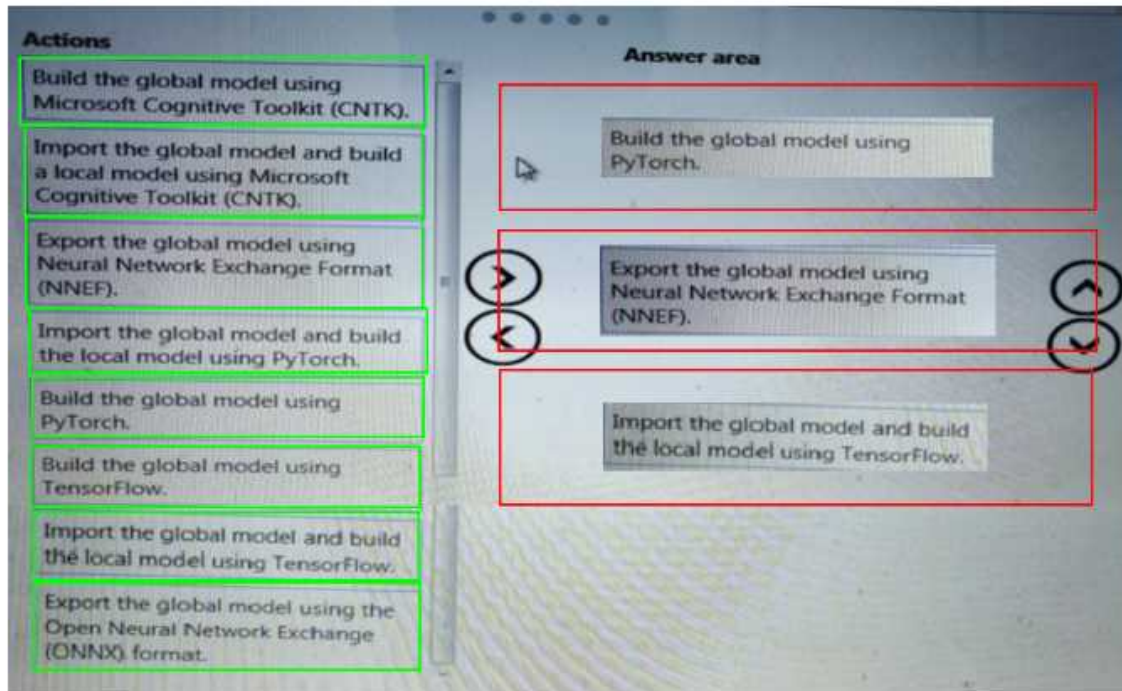 Actions
Build the global model using
Microsoft Cognitive Toolkit (CNTK).
Import the global model and build
a local model using Microsoft
Cognitive Toolkit (CNTK).
Export the global model using
Neural Network Exchange Format
(NNEF).
Import the global model and build
the local model using PyTorch.
Build the global model using
PyTorch.
Build the global model using
TensorFlow.
Import the global model and build
the local model using TensorFlow.
Export the global model using the
Open Neural Network Exchange
(ONNX) format.
Answer area
Build the global model using
PyTorch.
Export the global model using
Neural Network Exchange Format
(NNEF).
Import the global model and build
the local model using TensorFlow.